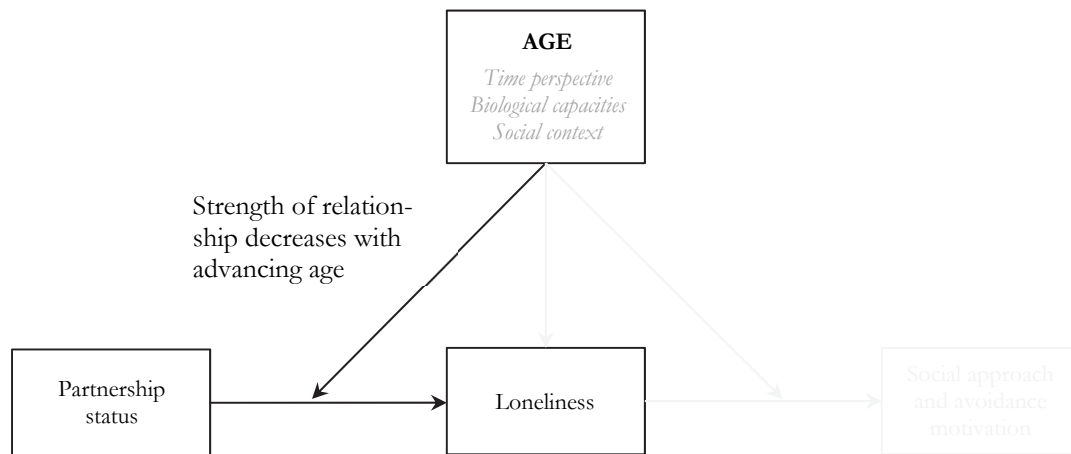 AGE
Time perspective
Biological capacities
Social context
Strength of relation-
ship decreases with
advancing age
Partnership
status
Loneliness
Social approach
and avoidance
motivation